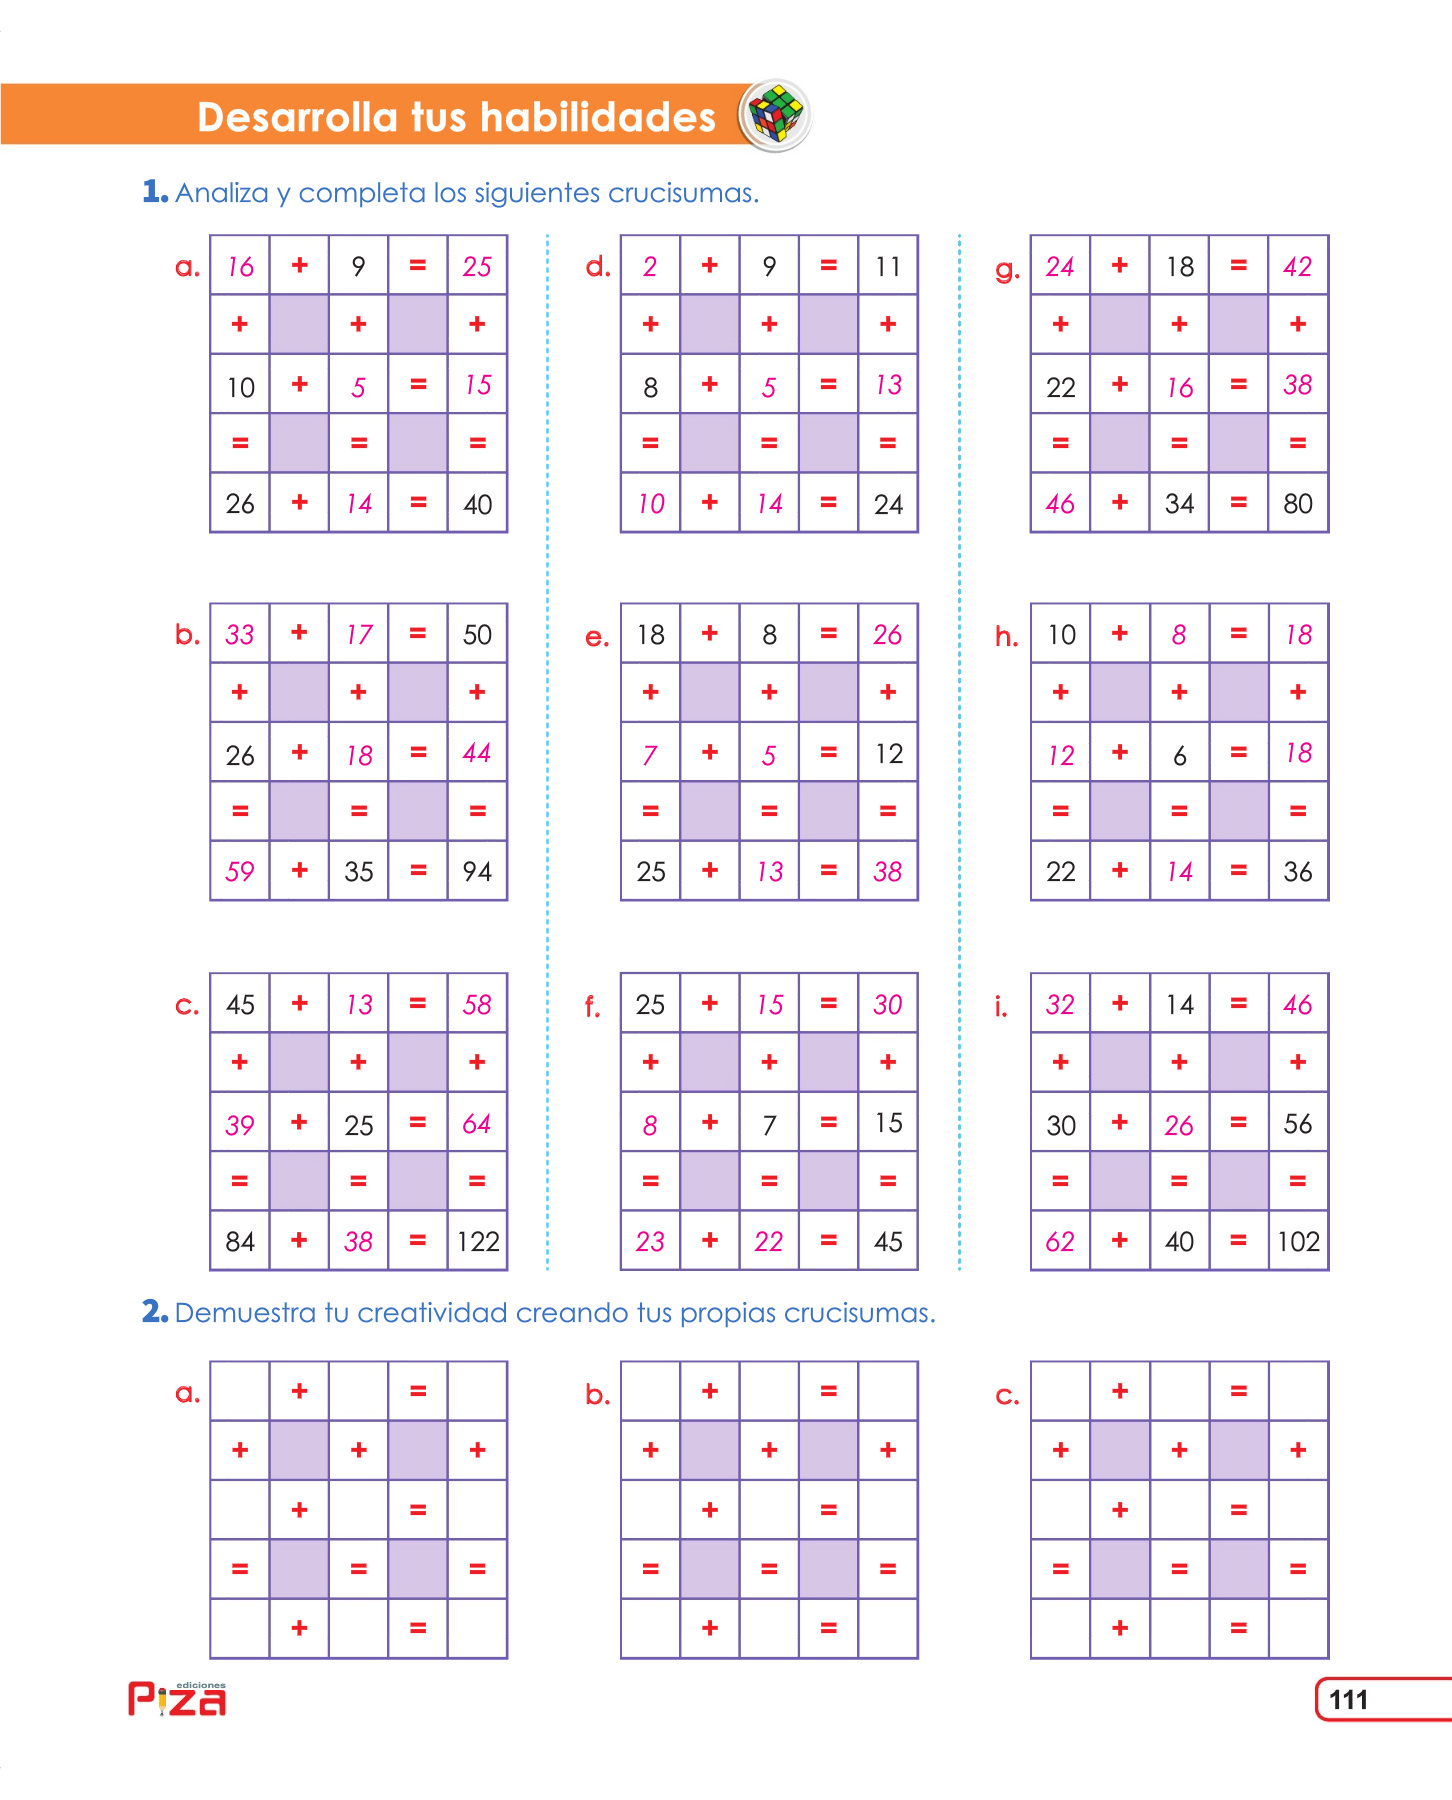 Desarrolla tus habilidades
1. Analiza y completa los siguientes crucisumas.
a. 16 + 9 = 25
+ + +
10 + 5 = 15
= = =
26 + 14 = 40
b. 33 + 17 = 50
+ + +
26 + 18 = 44
= = =
59 + 35 = 94
c. 45 + 13 = 58
+ + +
39 + 25 = 64
= = =
84 + 38 = 122
d. 2 + 9 = 11
+ + +
8 + 5 = 13
= = =
10 + 14 = 24
e. 18 + 8 = 26
+ + +
7 + 5 = 12
= = =
25 + 13 = 38
f. 25 + 15 = 30
+ + +
8 + 7 = 15
= = =
23 + 22 = 45
g. 24 + 18 = 42
+ + +
22 + 16 = 38
= = =
46 + 34 = 80
h. 10 + 8 = 18
+ + +
12 + 6 = 18
= = =
22 + 14 = 36
i. 32 + 14 = 46
+ + +
30 + 26 = 56
= = =
62 + 40 = 102
2. Demuestra tu creatividad creando tus propias crucisumas.
a. + =
+ + +
+ =
= = =
+ =
b. + =
+ + +
+ =
= = =
+ =
c. + =
+ + +
+ =
= = =
+ =
ediciones
Piza
111